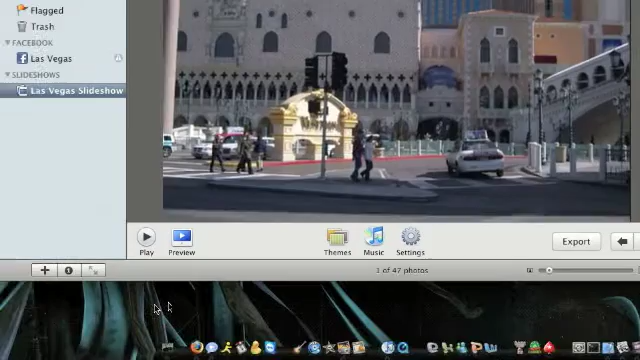 Flagged
Trash
FACEBOOK
Las Vegas
SLIDESHOWS
Las Vegas Slideshow
Play
Preview
Themes
Music
Settings
Export
1 of 47 photos